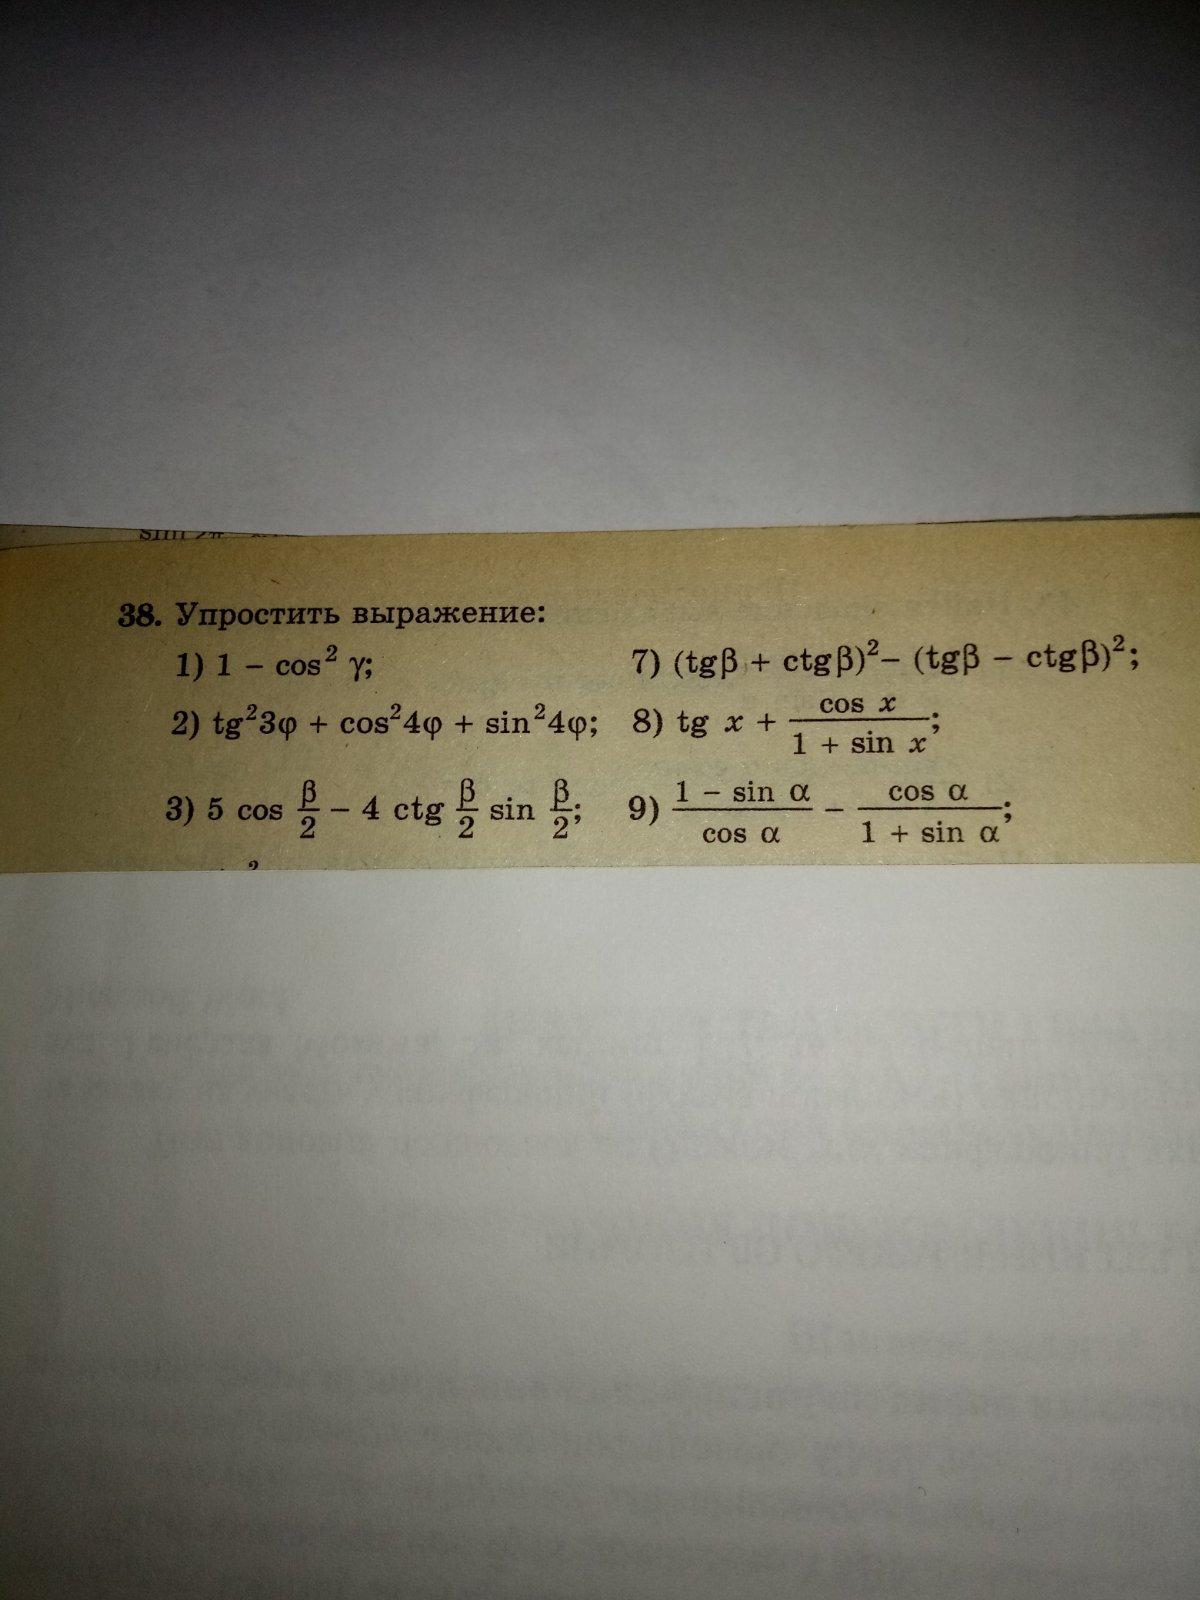 38. Упростить выражение:
1) 1 – cos² γ;
2) tg²3φ + cos²4φ + sin²4φ;
3) 5 cos β/2 – 4 ctg β/2 sin β/2;
7) (tgβ + ctgβ)² – (tgβ – ctgβ)²;
8) tg x + cos x / (1 + sin x);
9) (1 – sin α) / cos α – cos α / (1 + sin α);